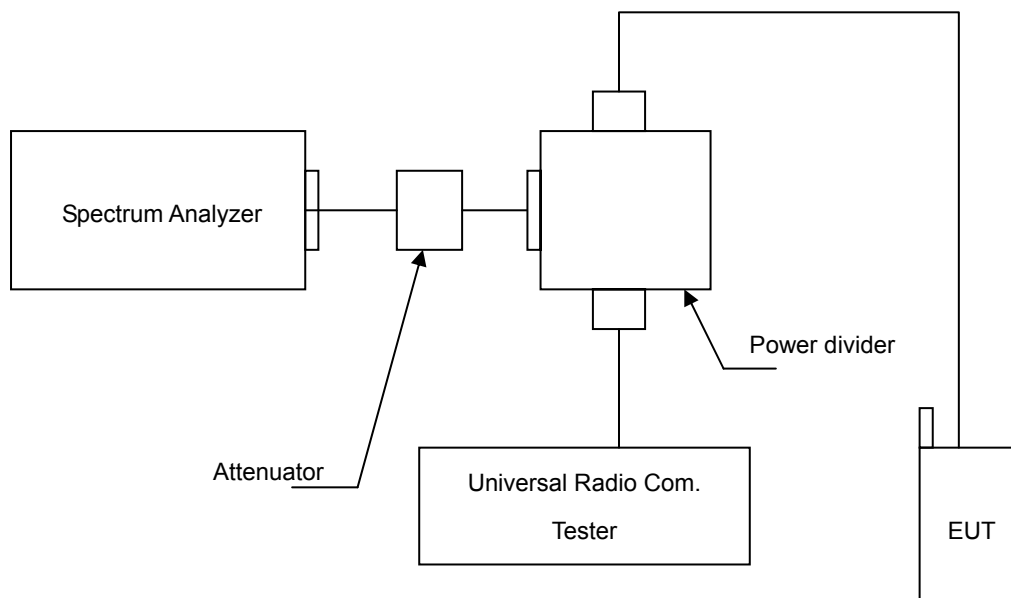 Spectrum Analyzer
Power divider
Attenuator
Universal Radio Com.
Tester
EUT